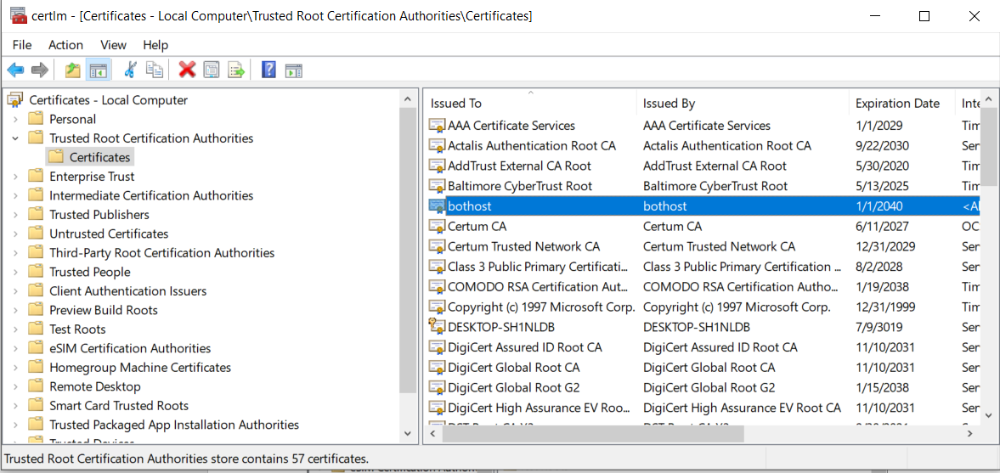 certlm - [Certificates - Local Computer\Trusted Root Certification Authorities\Certificates]
File Action View Help
Certificates - Local Computer
Personal
Trusted Root Certification Authorities
Certificates
Enterprise Trust
Intermediate Certification Authorities
Trusted Publishers
Untrusted Certificates
Third-Party Root Certification Authorities
Trusted People
Client Authentication Issuers
Preview Build Roots
Test Roots
eSIM Certification Authorities
Homegroup Machine Certificates
Remote Desktop
Smart Card Trusted Roots
Trusted Packaged App Installation Authorities
Trusted Devices
Issued To Issued By Expiration Date Inte
AAA Certificate Services AAA Certificate Services 1/1/2029 Tim
Actalis Authentication Root CA Actalis Authentication Root CA 9/22/2030 Ser
AddTrust External CA Root AddTrust External CA Root 5/30/2020 Tim
Baltimore CyberTrust Root Baltimore CyberTrust Root 5/13/2025 Tim
bothost bothost 1/1/2040 <Al
Certum CA Certum CA 6/11/2027 OC
Certum Trusted Network CA Certum Trusted Network CA 12/31/2029 Ser
Class 3 Public Primary Certificati... Class 3 Public Primary Certification ... 8/2/2028 Ser
COMODO RSA Certification Aut... COMODO RSA Certification Autho... 1/19/2038 Tim
Copyright (c) 1997 Microsoft Corp. Copyright (c) 1997 Microsoft Corp. 12/31/1999 Tim
DESKTOP-SH1NLDB DESKTOP-SH1NLDB 7/9/3019 Ser
DigiCert Assured ID Root CA DigiCert Assured ID Root CA 11/10/2031 Ser
DigiCert Global Root CA DigiCert Global Root CA 11/10/2031 Ser
DigiCert Global Root G2 DigiCert Global Root G2 1/15/2038 Ser
DigiCert High Assurance EV Roo... DigiCert High Assurance EV Root CA 11/10/2031 Ser
Trusted Root Certification Authorities store contains 57 certificates.